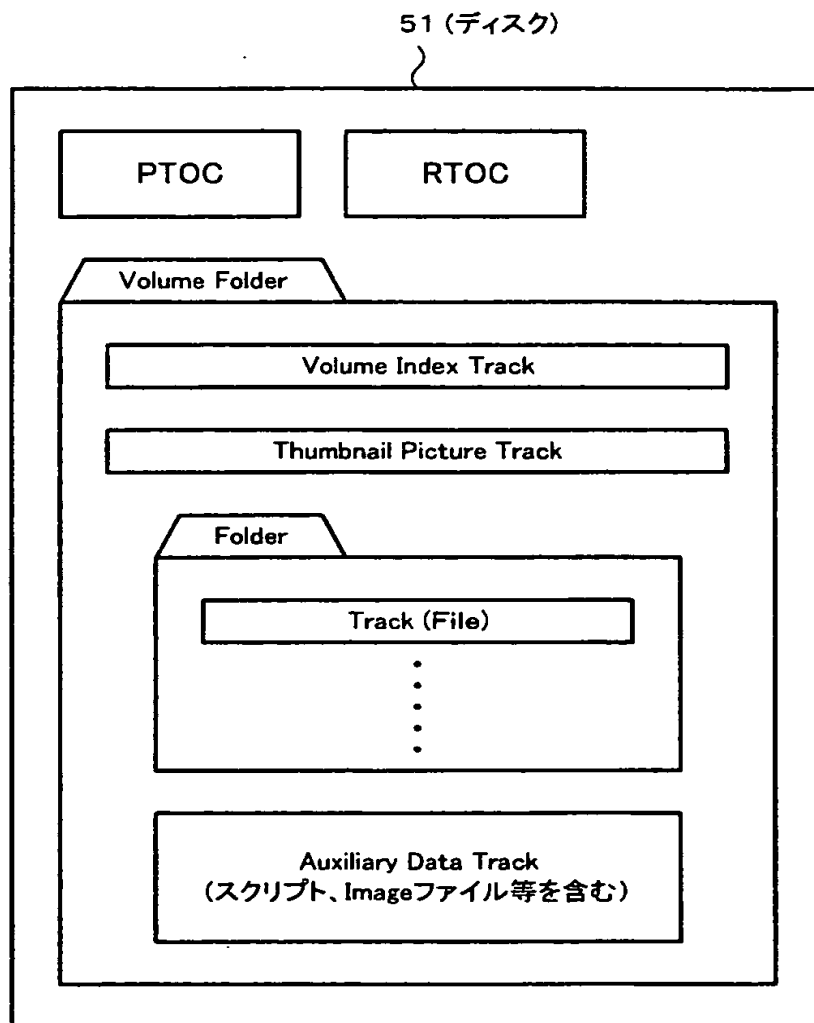 51(ディスク)
PTOC
RTOC
Volume Folder
Volume Index Track
Thumbnail Picture Track
Folder
Track (File)
Auxiliary Data Track
(スクリプト、Imageファイル等を含む)